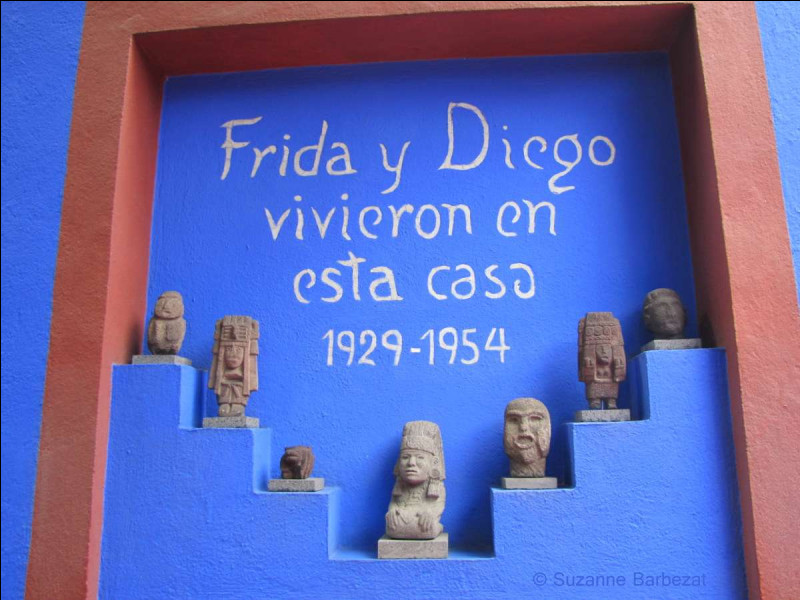 Frida y Diego
vivieron en
esta casa
1929-1954
© Suzanne Barbezat